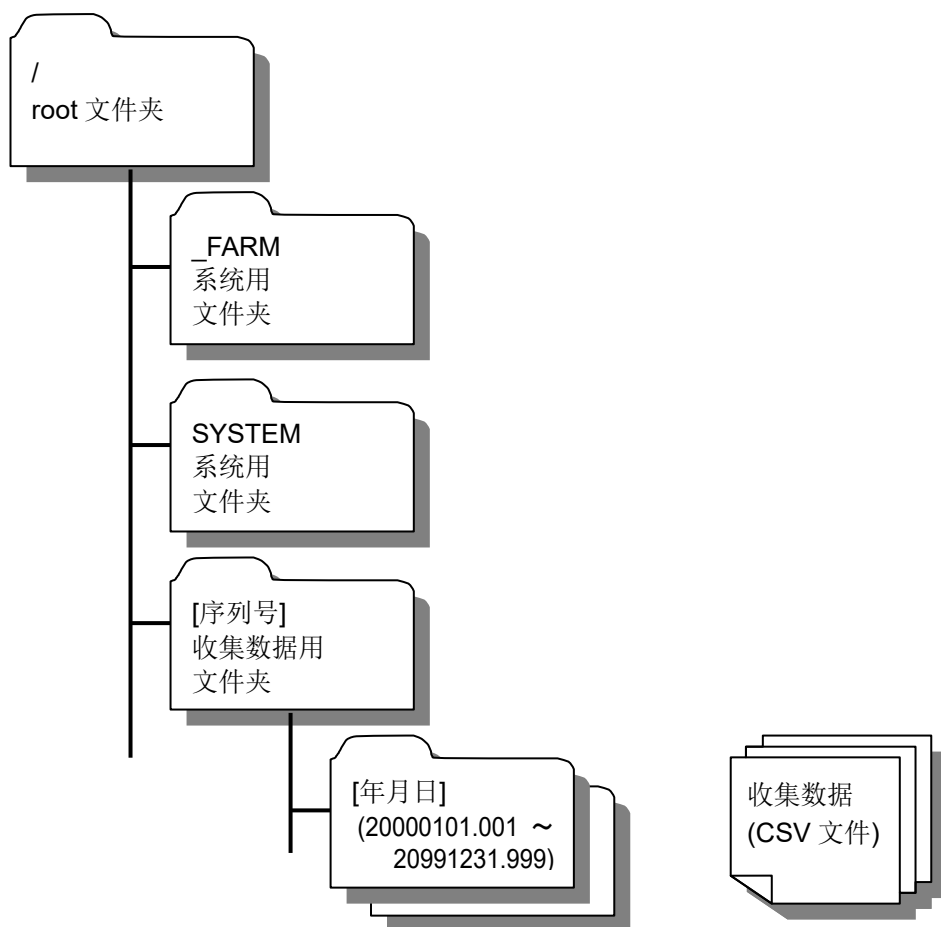 /
root 文件夹
_FARM
系统用
文件夹
SYSTEM
系统用
文件夹
[序列号]
收集数据用
文件夹
[年月日]
(20000101.001 ～
20991231.999)
收集数据
(CSV 文件)